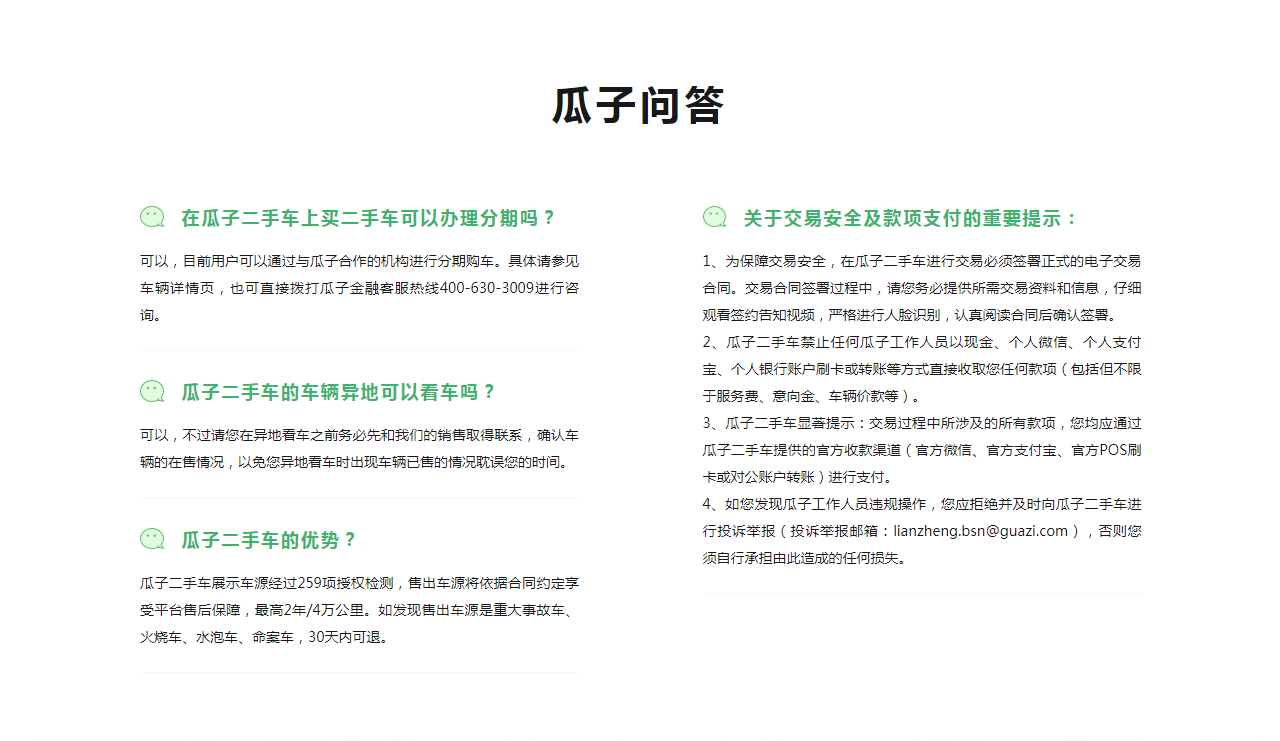 瓜子问答
在瓜子二手车上买二手车可以办理分期吗？
可以，目前用户可以通过与瓜子合作的机构进行分期购车。具体请参见
车辆详情页，也可直接拨打瓜子金融客服热线400-630-3009进行咨
询。
瓜子二手车的车辆异地可以看车吗？
可以，不过请您在异地看车之前务必先和我们的销售取得联系，确认车
辆的在售情况，以免您异地看车时出现车辆已售的情况耽误您的时间。
瓜子二手车的优势？
瓜子二手车展示车源经过259项授权检测，售出车源将依据合同约定享
受平台售后保障，最高2年/4万公里。如发现售出车源是重大事故车、
火烧车、水泡车、命案车，30天内可退。
关于交易安全及款项支付的重要提示：
1、为保障交易安全，在瓜子二手车进行交易必须签署正式的电子交易
合同。交易合同签署过程中，请您务必提供所需交易资料和信息，仔细
观看签约告知视频，严格进行人脸识别，认真阅读合同后确认签署。
2、瓜子二手车禁止任何瓜子工作人员以现金、个人微信、个人支付
宝、个人银行账户刷卡或转账等方式直接收取您任何款项（包括但不限
于服务费、意向金、车辆价款等）。
3、瓜子二手车显著提示：交易过程中所涉及的所有款项，您均应通过
瓜子二手车提供的官方收款渠道（官方微信、官方支付宝、官方POS刷
卡或对公账户转账）进行支付。
4、如您发现瓜子工作人员违规操作，您应拒绝并及时向瓜子二手车进
行投诉举报（投诉举报邮箱：lianzheng.bsn@guazi.com），否则您
须自行承担由此造成的任何损失。